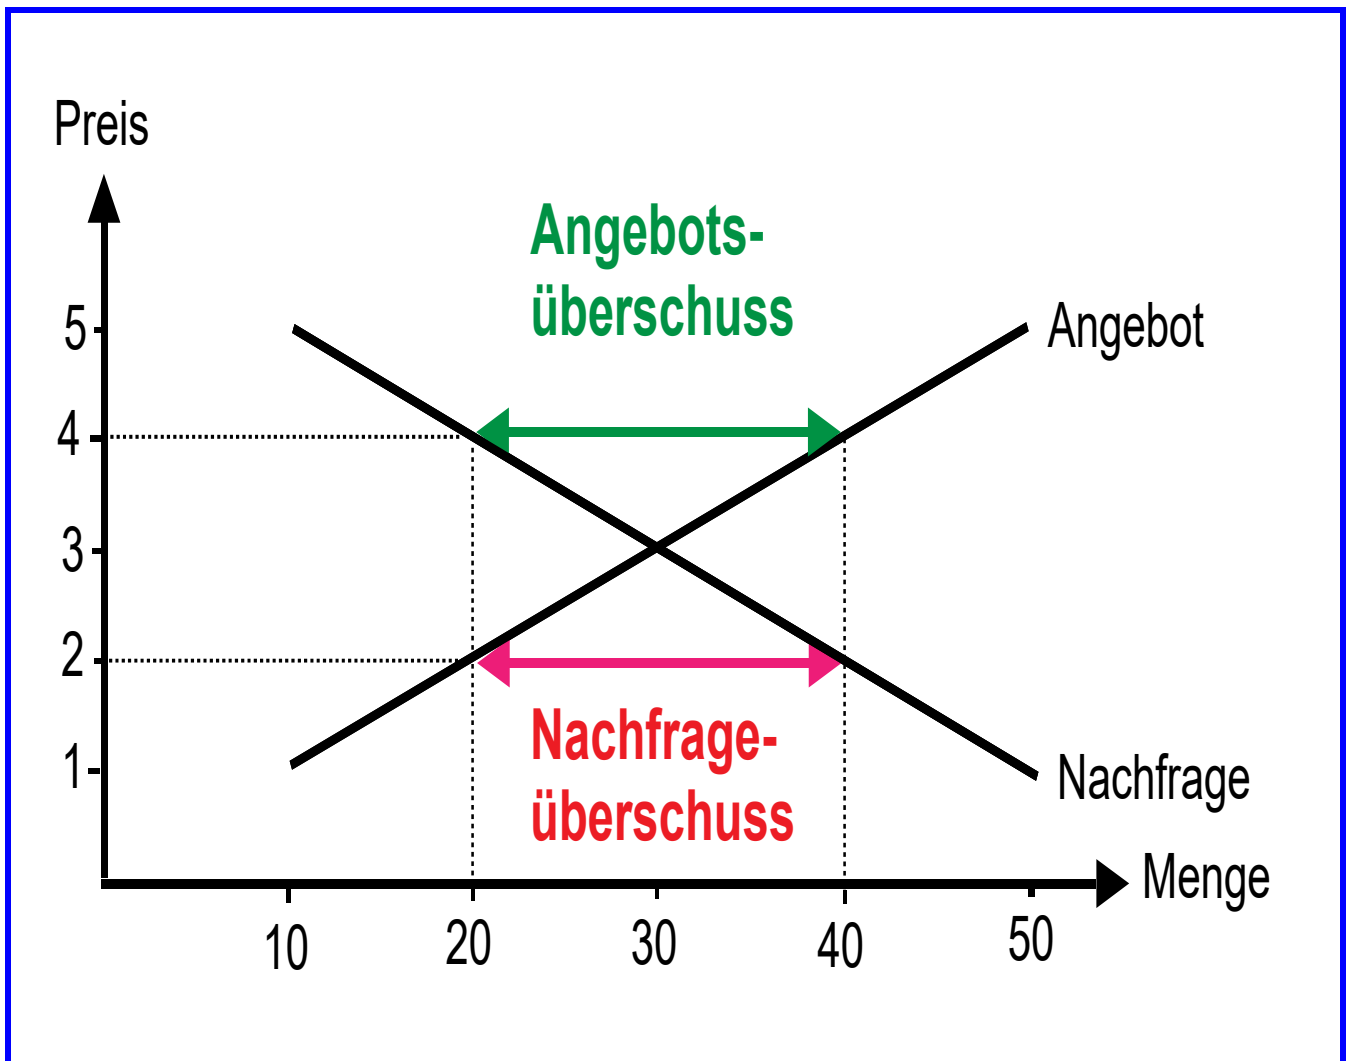 Preis
Angebots-
überschuss
5
Angebot
4
3
2
Nachfrage-
überschuss
1
Nachfrage
Menge
10 20 30 40 50